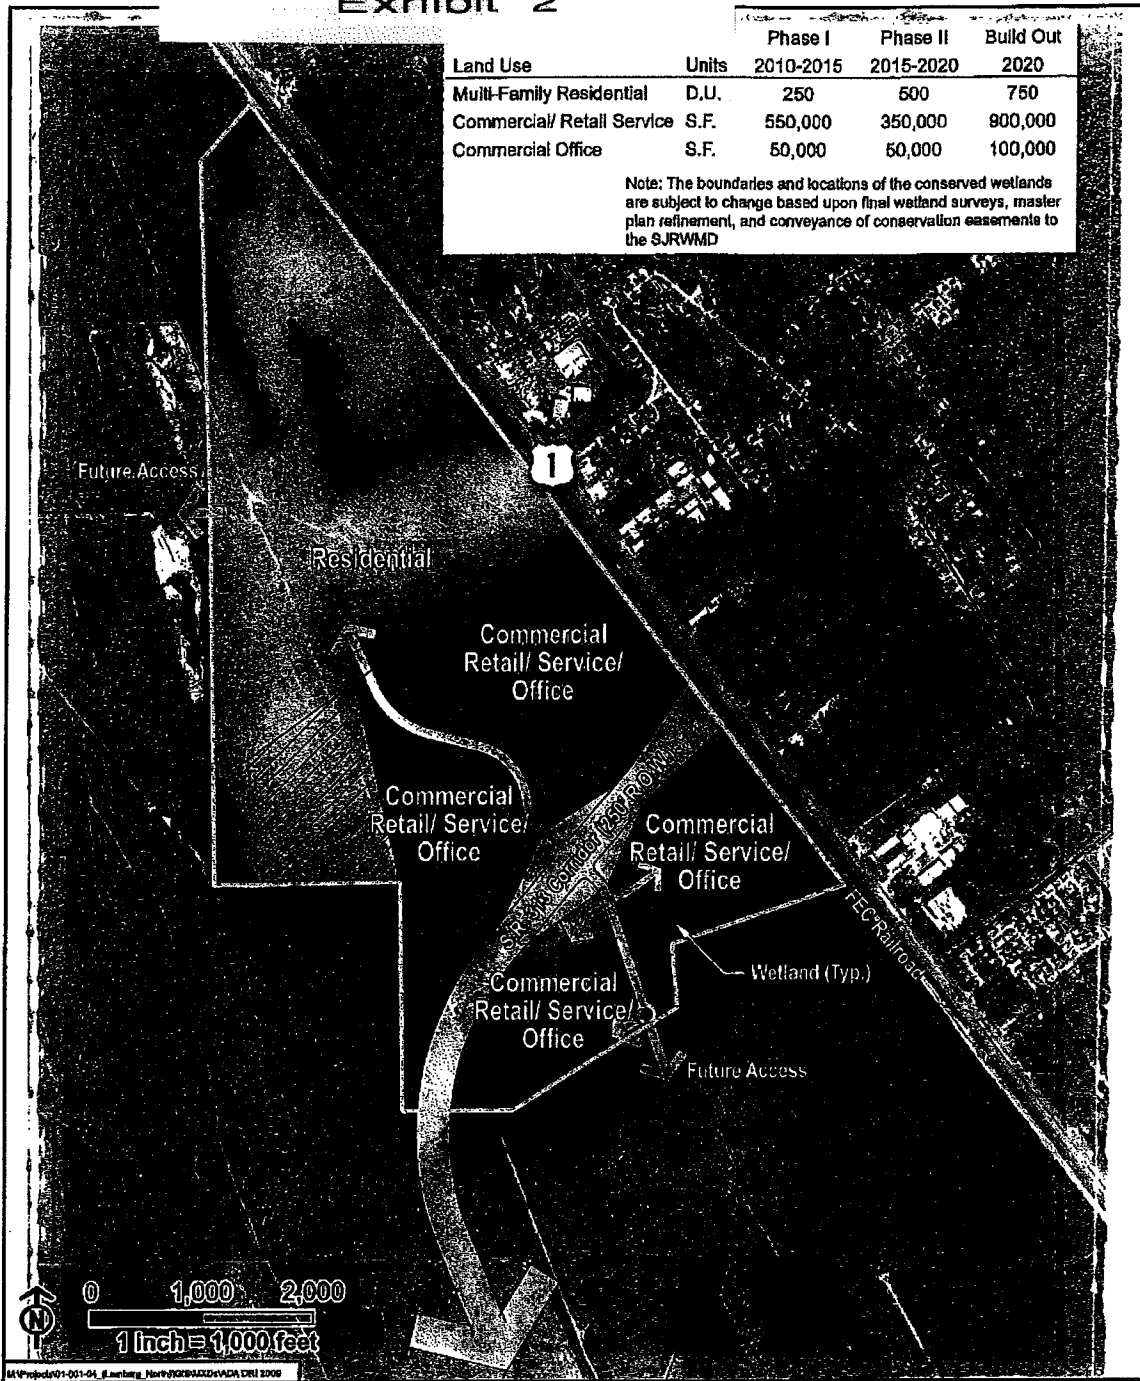 Exhibit 2
Phase I Phase II Build Out
Land Use Units 2010-2015 2015-2020 2020
Multi-Family Residential D.U. 250 500 750
Commercial/ Retail Service S.F. 550,000 350,000 900,000
Commercial Office S.F. 50,000 50,000 100,000
Note: The boundaries and locations of the conserved wetlands
are subject to change based upon final wetland surveys, master
plan refinement, and conveyance of conservation easements to
the SJRWMD
1
Future Access
Residential
Commercial
Retail/ Service/
Office
Commercial
Retail/ Service/
Office
Commercial
Retail/ Service/
Office
Corridor (250' R.O.W.)
FEC Railroad
Wetland (Typ.)
Commercial
Retail/ Service/
Office
Future Access
N
0 1,000 2,000
1 inch = 1,000 feet